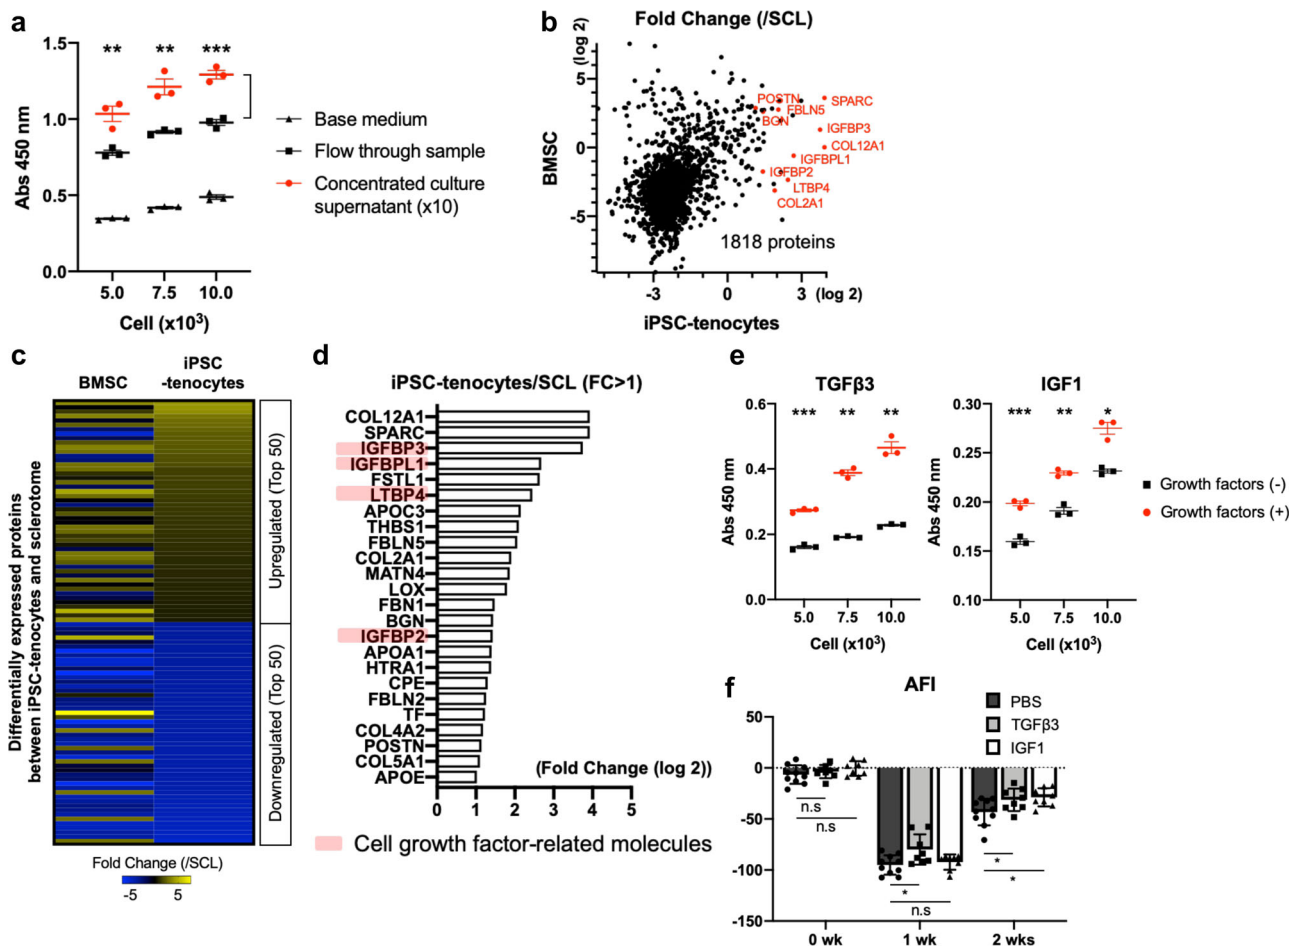 a
1.5
1.0
0.5
0.0
Abs 450 nm
** ** ***
5.0 7.5 10.0
Cell (x10³)
Base medium
Flow through sample
Concentrated culture
supernatant (x10)
b
Fold Change (/SCL)
(log 2)
5
0
-5
BMSC
POSTN
FBLN5
BGN
SPARC
IGFBP3
COL12A1
IGFBPL1
IGFBP2
LTBP4
COL2A1
1818 proteins
-3 0 3 (log 2)
iPSC-tenocytes
c
BMSC
iPSC
-tenocytes
Differentially expressed proteins
between iPSC-tenocytes and sclerotome
Upregulated (Top 50)
Downregulated (Top 50)
Fold Change (/SCL)
-5 5
d
iPSC-tenocytes/SCL (FC>1)
COL12A1
SPARC
IGFBP3
IGFBPL1
FSTL1
LTBP4
APOC3
THBS1
FBLN5
COL2A1
MATN4
LOX
FBN1
BGN
IGFBP2
APOA1
HTRA1
CPE
FBLN2
TF
COL4A2
POSTN
COL5A1
APOE
(Fold Change (log 2))
0 1 2 3 4 5
Cell growth factor-related molecules
e
TGFβ3
0.6
0.4
0.2
0.0
Abs 450 nm
*** ** **
5.0 7.5 10.0
Cell (x10³)
IGF1
0.30
0.25
0.20
0.15
0.10
Abs 450 nm
*** ** *
5.0 7.5 10.0
Cell (x10³)
Growth factors (-)
Growth factors (+)
f
AFI
PBS
TGFβ3
IGF1
50
0
-50
-100
-150
n.s
n.s
*
n.s
*
*
0 wk 1 wk 2 wks